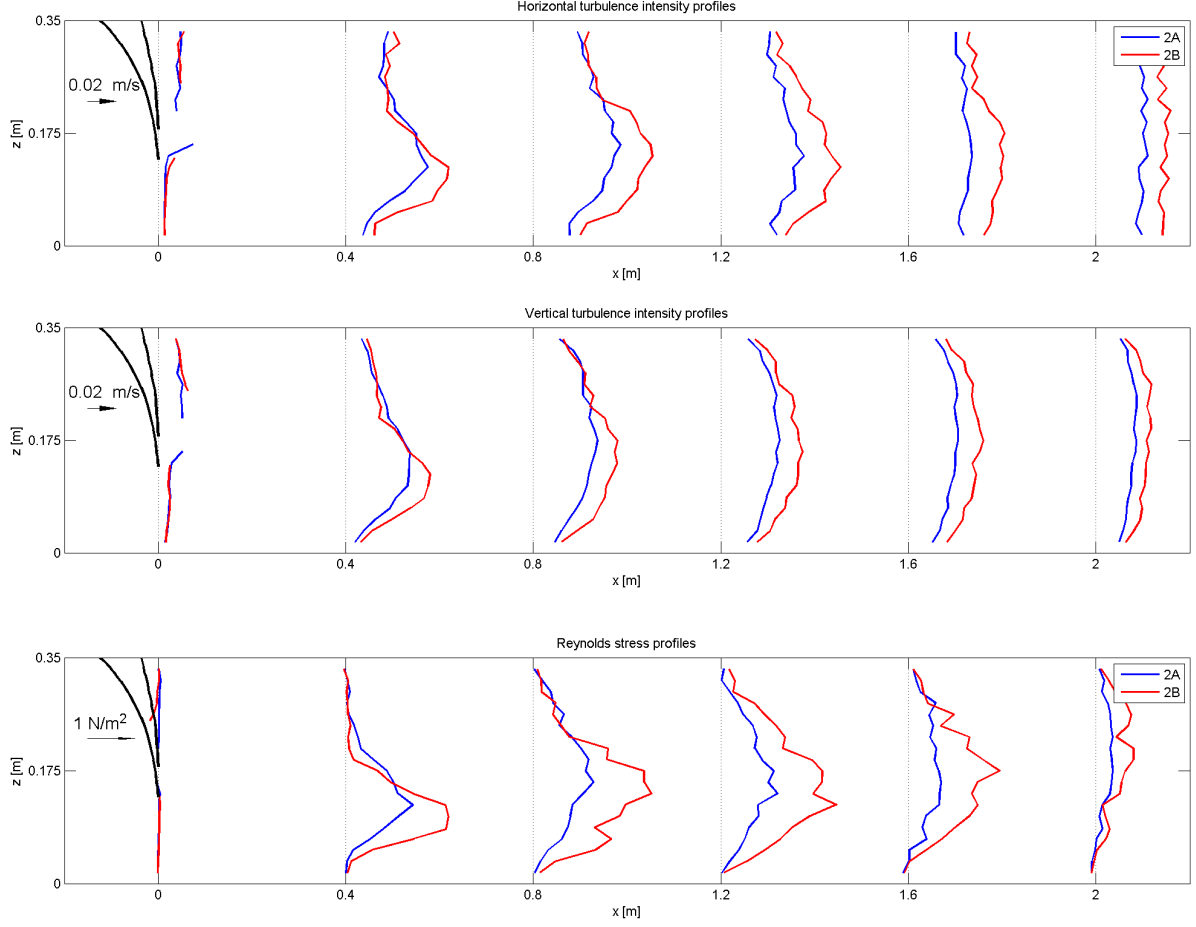 Horizontal turbulence intensity profiles
0.35
2A
2B
0.02 m/s
z [m]
0.175
0
0 0.4 0.8 1.2 1.6 2
x [m]
Vertical turbulence intensity profiles
0.35
0.02 m/s
z [m]
0.175
0
0 0.4 0.8 1.2 1.6 2
x [m]
Reynolds stress profiles
0.35
2A
2B
1 N/m²
z [m]
0.175
0
0 0.4 0.8 1.2 1.6 2
x [m]